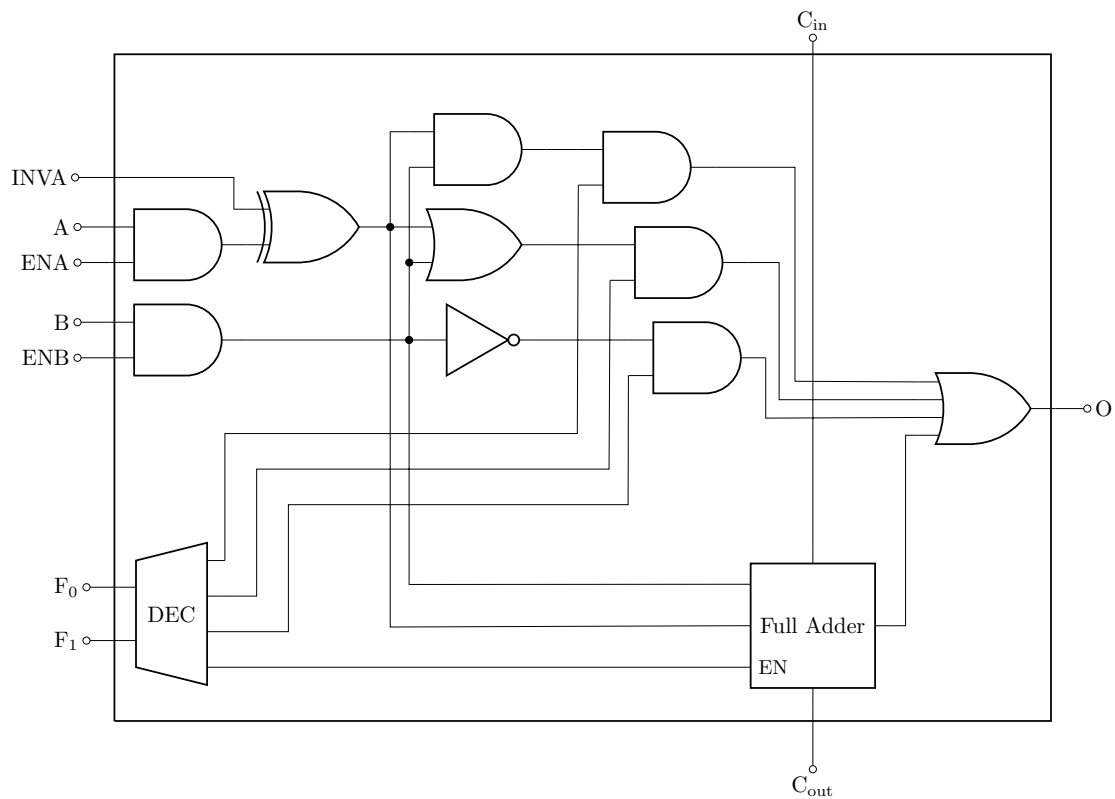 C_in
INVA
A
ENA
B
ENB
O
F_0
DEC
F_1
Full Adder
EN
C_out